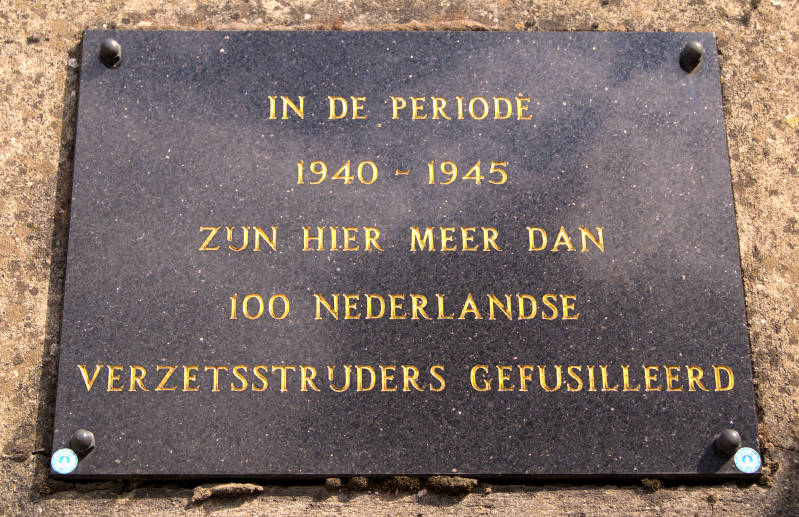 IN DE PERIODE
1940 - 1945
ZIJN HIER MEER DAN
100 NEDERLANDSE
VERZETSSTRIJDERS GEFUSILLEERD